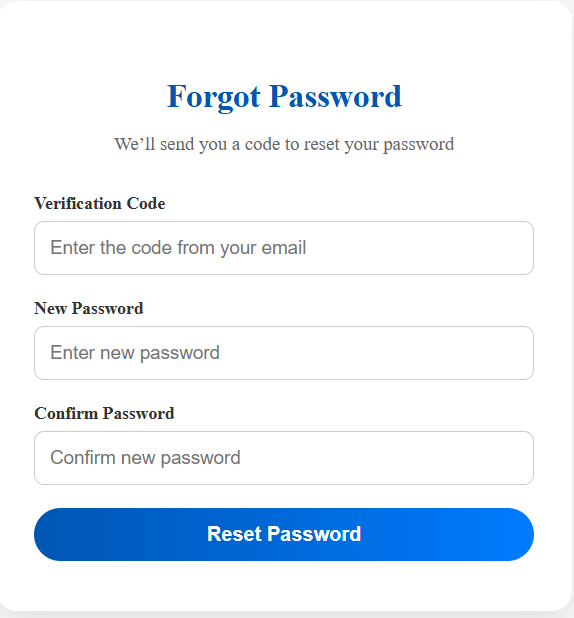 Forgot Password
We’ll send you a code to reset your password
Verification Code
Enter the code from your email
New Password
Enter new password
Confirm Password
Confirm new password
Reset Password